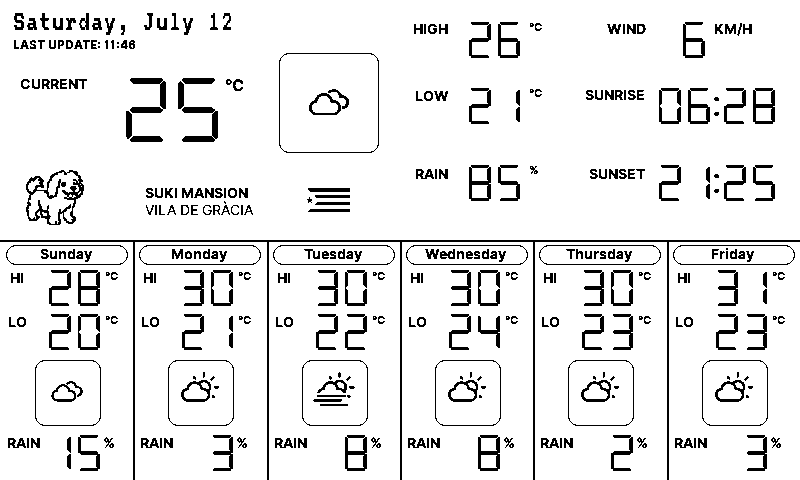 Saturday, July 12
LAST UPDATE: 11:46
CURRENT 25 °C
HIGH 26 °C
WIND 6 KM/H
LOW 21 °C
SUNRISE 06:28
RAIN 85 %
SUNSET 21:25
SUKI MANSION
VILA DE GRÀCIA
Sunday
HI 28 °C
LO 20 °C
RAIN 15 %
Monday
HI 30 °C
LO 21 °C
RAIN 3 %
Tuesday
HI 30 °C
LO 22 °C
RAIN 8 %
Wednesday
HI 30 °C
LO 24 °C
RAIN 8 %
Thursday
HI 30 °C
LO 23 °C
RAIN 2 %
Friday
HI 31 °C
LO 23 °C
RAIN 3 %